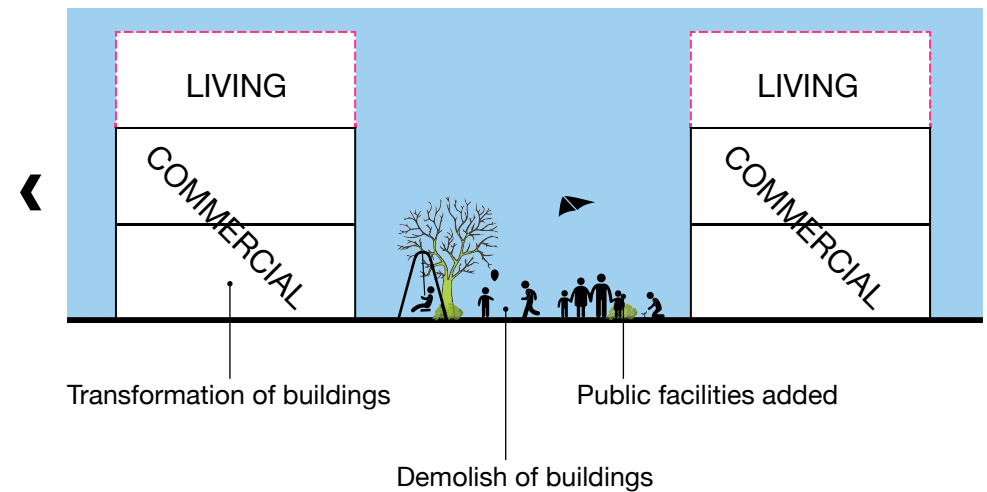 LIVING
LIVING
COMMERCIAL
COMMERCIAL
Transformation of buildings
Public facilities added
Demolish of buildings